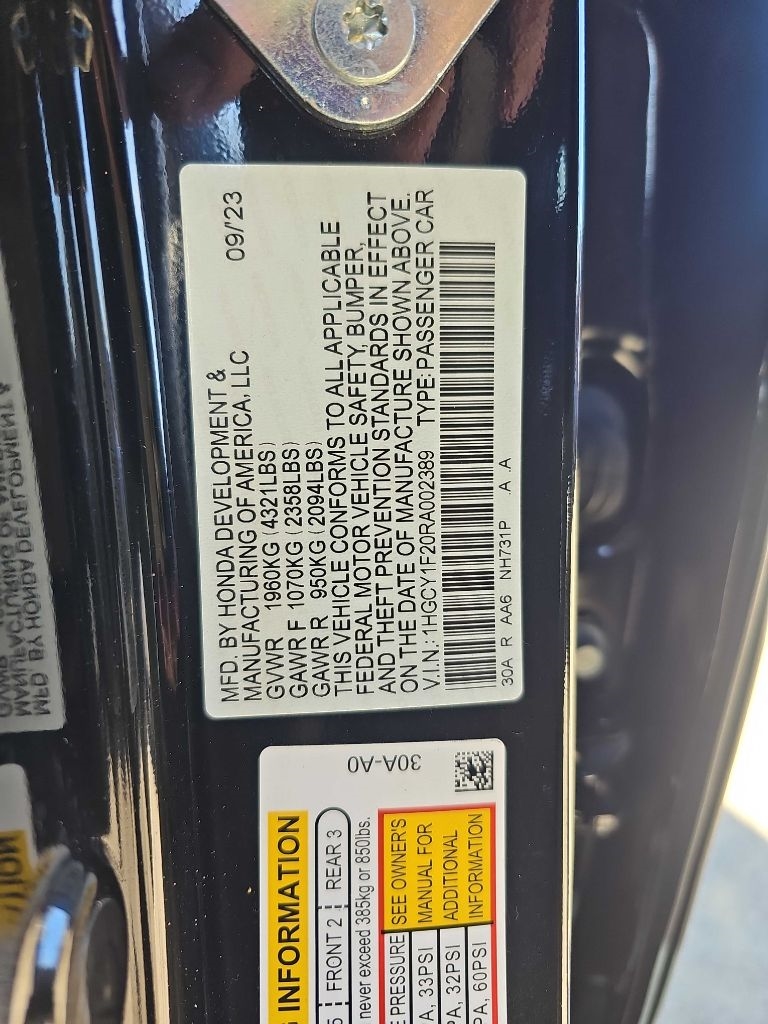 MFD. BY HONDA DEVELOPMENT & 09/'23
MANUFACTURING OF AMERICA, LLC
GVWR 1960KG (4321LBS)
GAWR F 1070KG (2358LBS)
GAWR R 950KG (2094LBS)
THIS VEHICLE CONFORMS TO ALL APPLICABLE
FEDERAL MOTOR VEHICLE SAFETY, BUMPER,
AND THEFT PREVENTION STANDARDS IN EFFECT
ON THE DATE OF MANUFACTURE SHOWN ABOVE.
V.I.N.: 1HGCY1F20RA002389 TYPE: PASSENGER CAR
30A R AA6 NH731P A A
30A-A0
INFORMATION
FRONT 2 REAR 3
never exceed 385kg or 850lbs.
PRESSURE SEE OWNER'S
33PSI MANUAL FOR
32PSI ADDITIONAL
60PSI INFORMATION